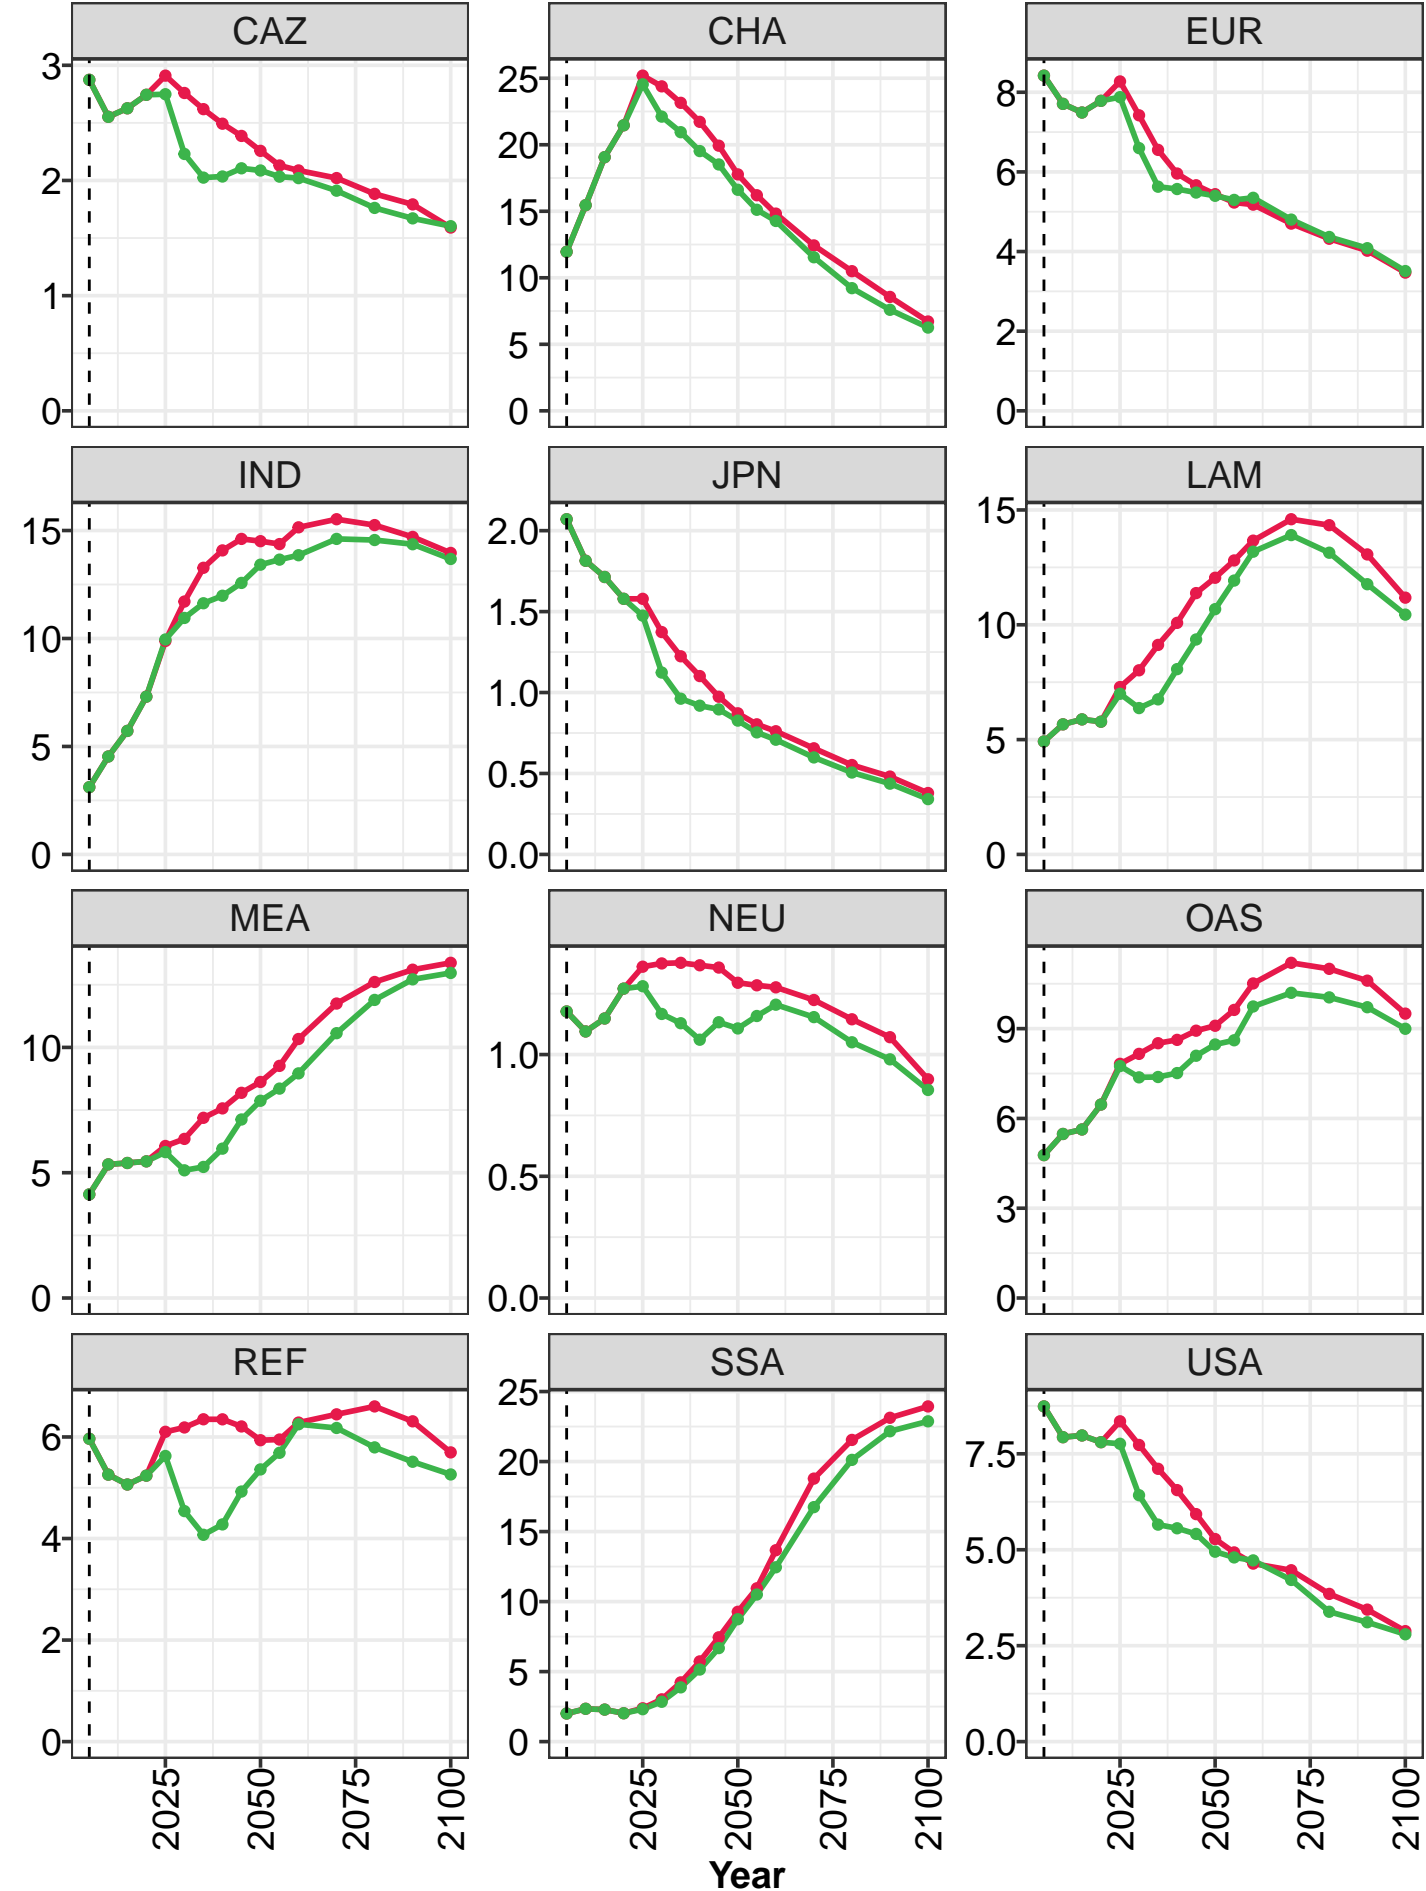 CAZ CHA EUR
3 25 8
2 20 6
1 15 4
0 10 2
5 0
0
IND JPN LAM
15 2.0 15
10 1.5 10
5 1.0 5
0 0.5 0
0.0
MEA NEU OAS
10 1.0 9
5 0.5 6
0 0.0 3
0
REF SSA USA
6 25 7.5
4 20 5.0
2 15 2.5
0 10 0.0
5
0
2025 2050 2075 2100 2025 2050 2075 2100 2025 2050 2075 2100
Year